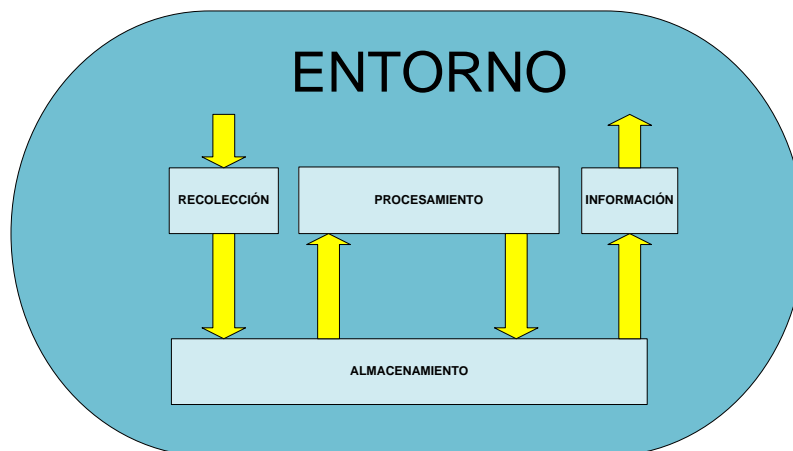 ENTORNO
RECOLECCIÓN
PROCESAMIENTO
INFORMACIÓN
ALMACENAMIENTO